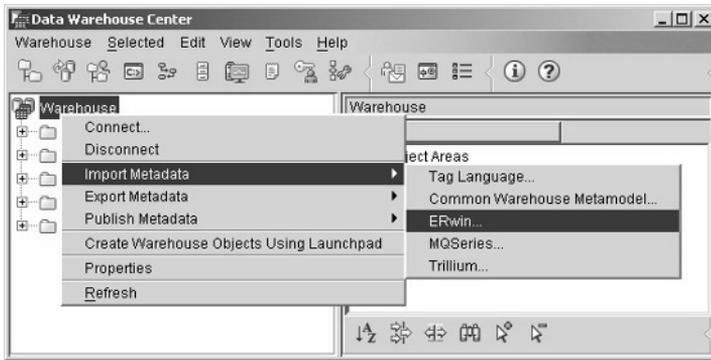 Data Warehouse Center
Warehouse Selected Edit View Tools Help
Warehouse
Connect...
Disconnect
Import Metadata
Export Metadata
Publish Metadata
Create Warehouse Objects Using Launchpad
Properties
Refresh
Warehouse
ject Areas
Tag Language...
Common Warehouse Metamodel...
ERwin...
MQSeries...
Trillium...